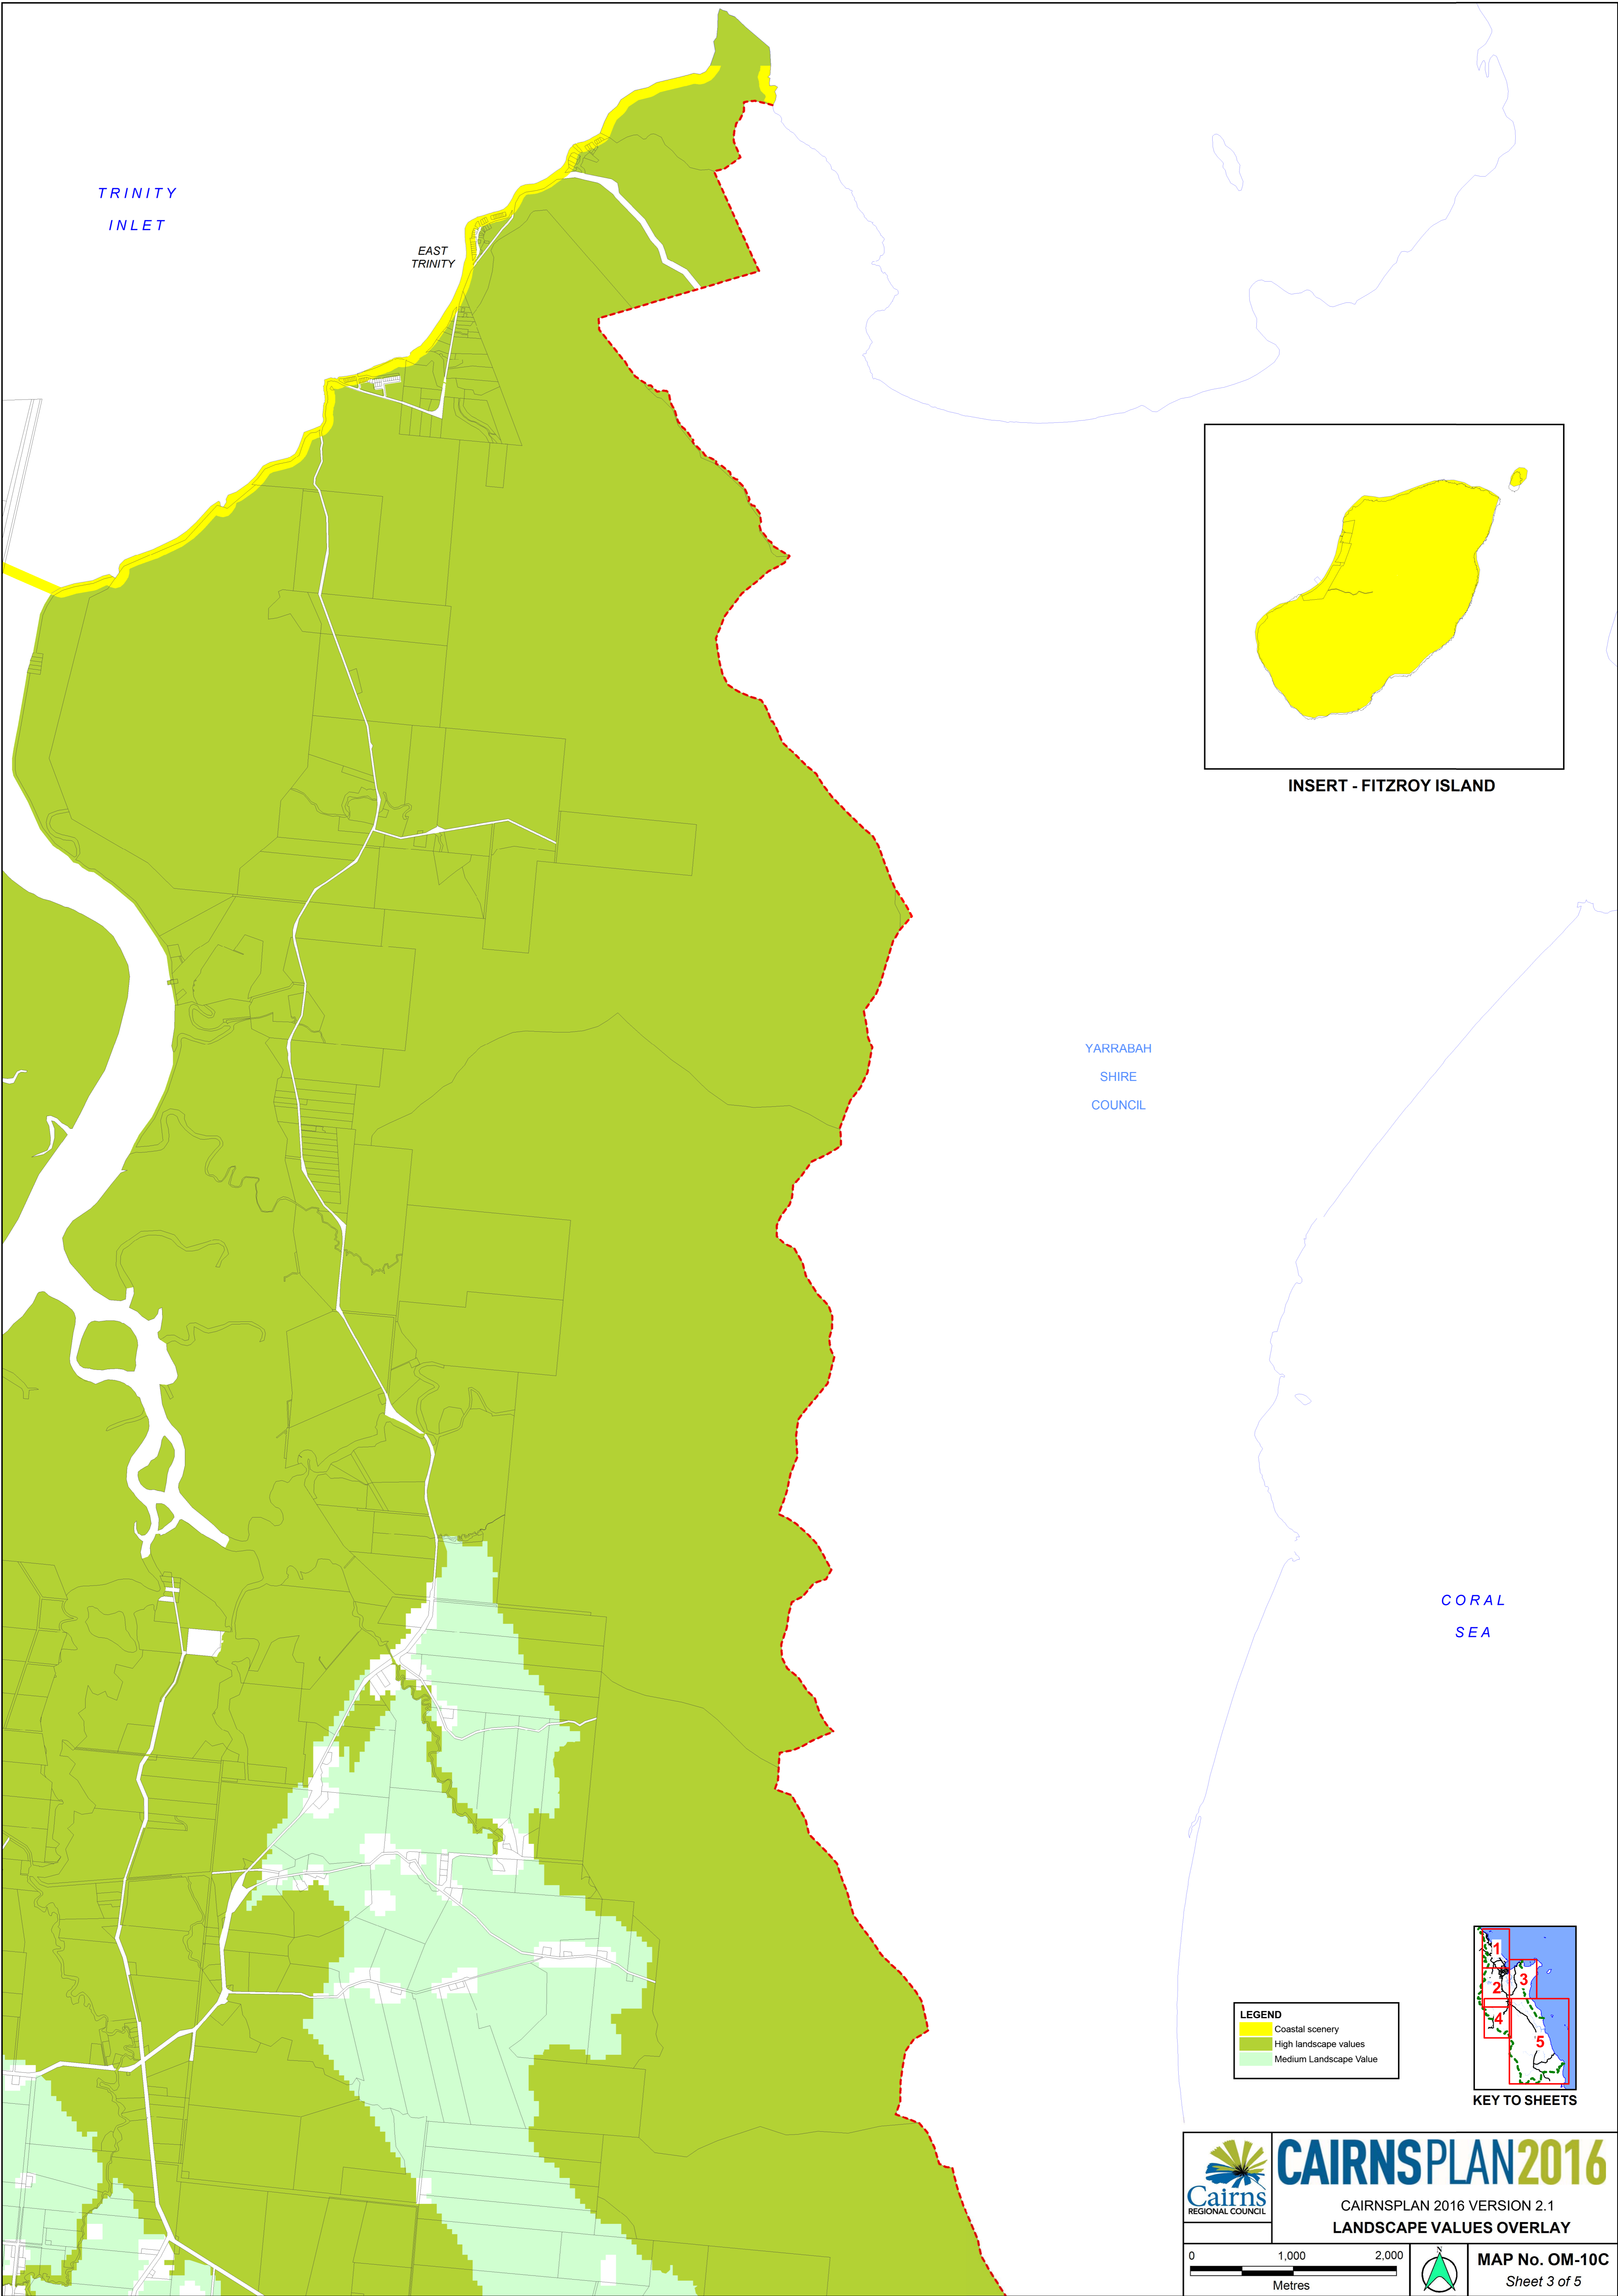 TRINITY
INLET
EAST
TRINITY
INSERT - FITZROY ISLAND
YARRABAH
SHIRE
COUNCIL
CORAL
SEA
LEGEND
Coastal scenery
High landscape values
Medium Landscape Value
1
2
3
4
5
KEY TO SHEETS
Cairns
REGIONAL COUNCIL
CAIRNSPLAN2016
CAIRNSPLAN 2016 VERSION 2.1
LANDSCAPE VALUES OVERLAY
0 1,000 2,000
Metres
N
MAP No. OM-10C
Sheet 3 of 5